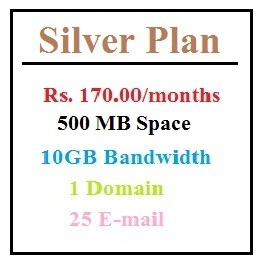 Silver Plan
Rs. 170.00/months
500 MB Space
10GB Bandwidth
1 Domain
25 E-mail